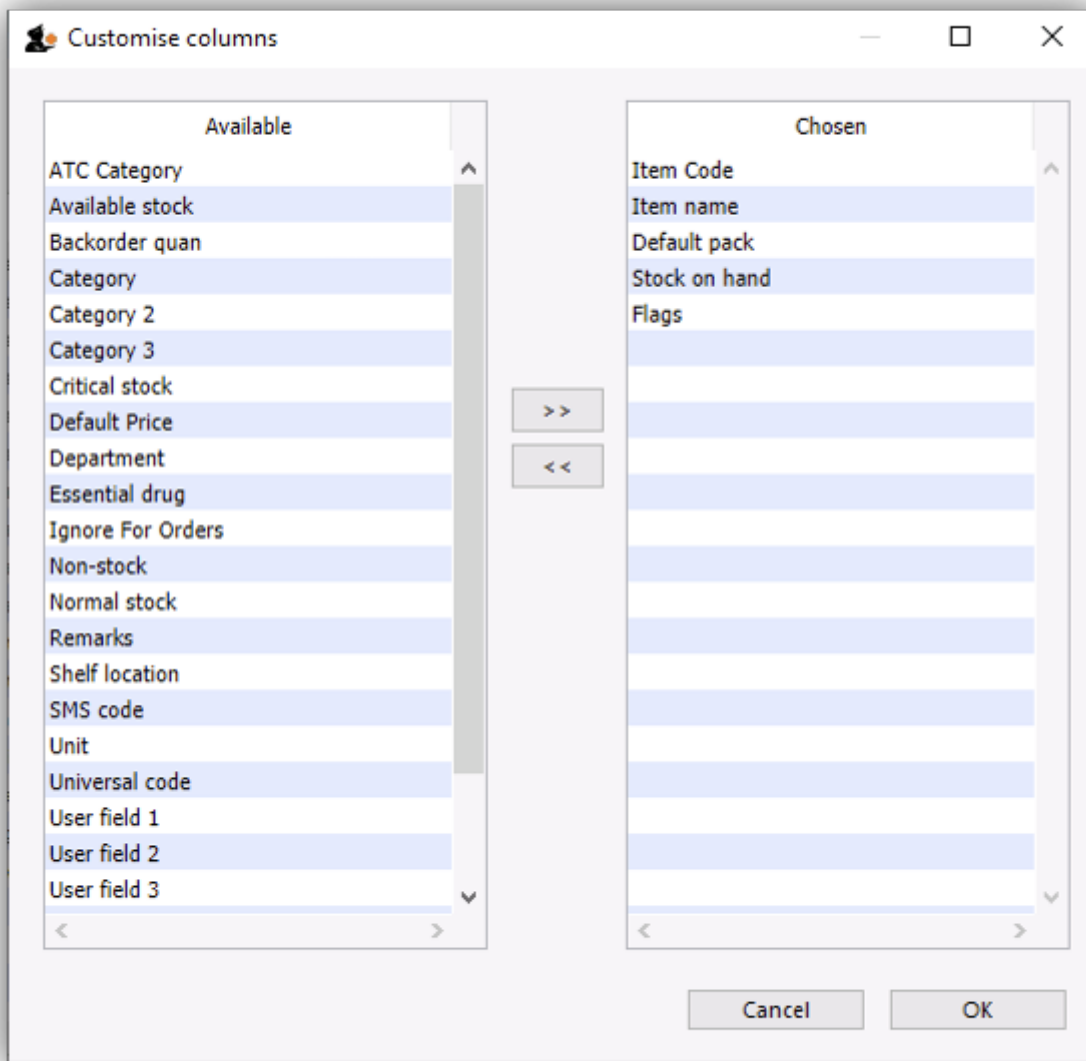 Customise columns
Available
ATC Category
Available stock
Backorder quan
Category
Category 2
Category 3
Critical stock
Default Price
Department
Essential drug
Ignore For Orders
Non-stock
Normal stock
Remarks
Shelf location
SMS code
Unit
Universal code
User field 1
User field 2
User field 3
>>
<<
Chosen
Item Code
Item name
Default pack
Stock on hand
Flags
Cancel
OK